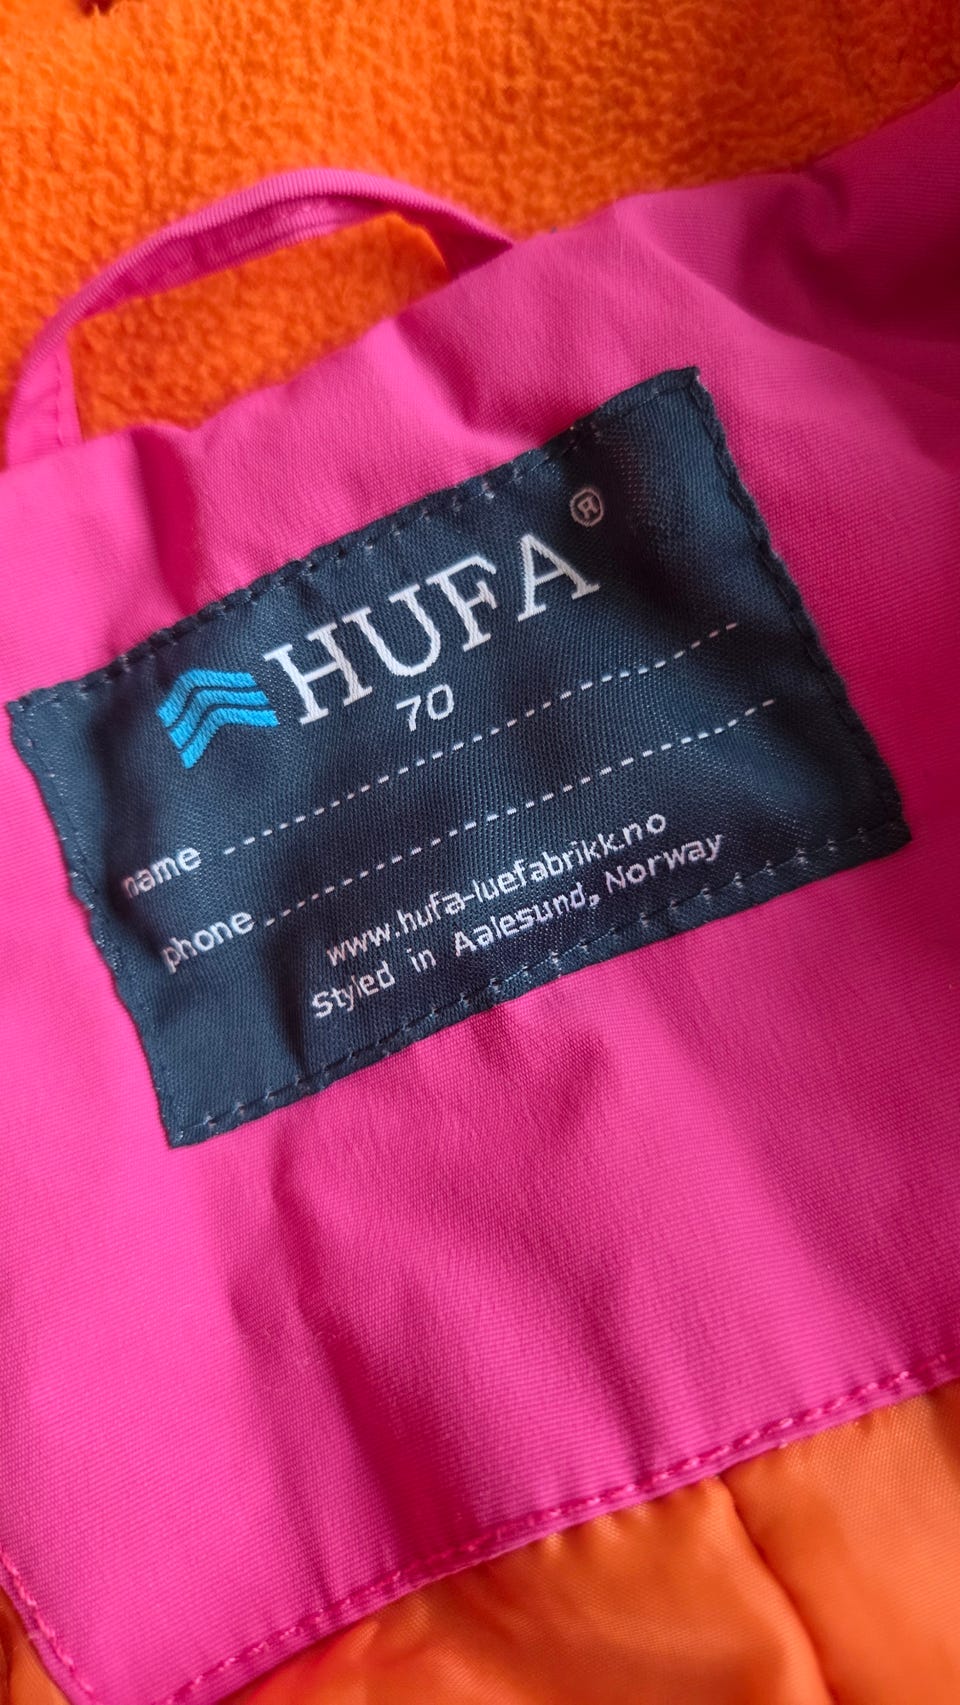 HUFA®
70
name
phone
www.hufa-luefabrikk.no
Styled in Aalesund, Norway